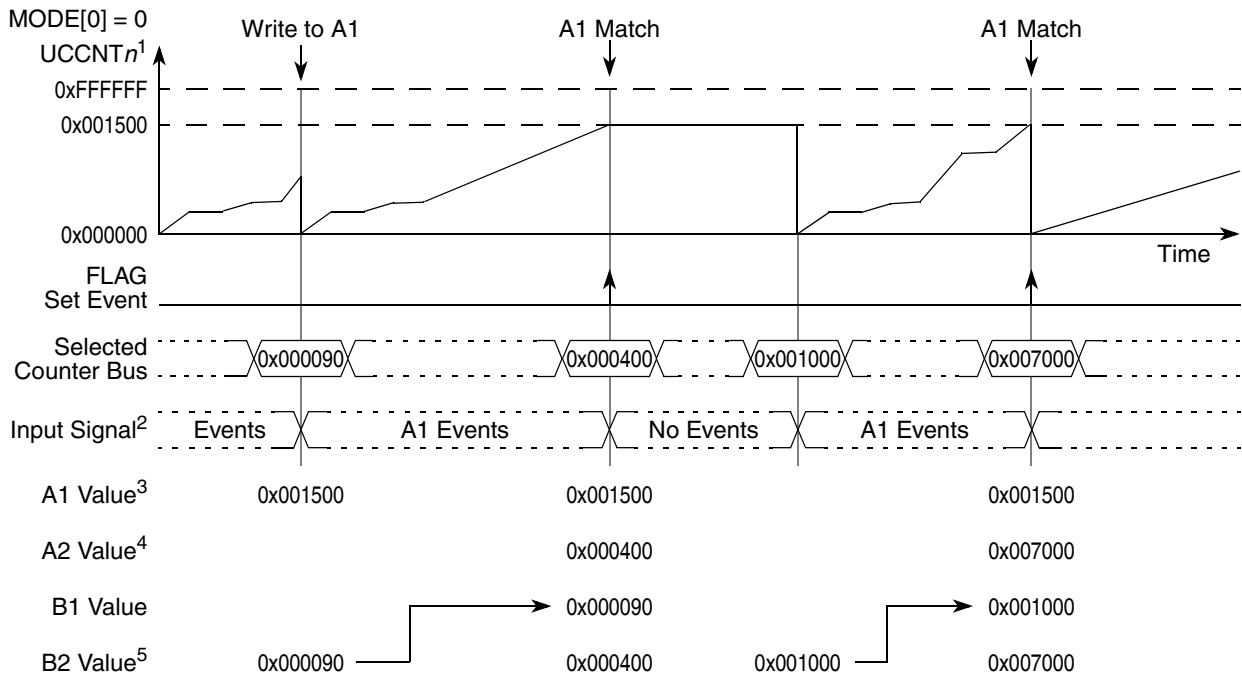 MODE[0] = 0
Write to A1
A1 Match
A1 Match
UCCNTn1
0xFFFFFF
0x001500
0x000000
Time
FLAG
Set Event
Selected
Counter Bus
0x000090
0x000400
0x001000
0x007000
Input Signal2
Events
A1 Events
No Events
A1 Events
A1 Value3
0x001500
0x001500
0x001500
A2 Value4
0x000400
0x007000
B1 Value
0x000090
0x001000
B2 Value5
0x000090
0x000400
0x001000
0x007000